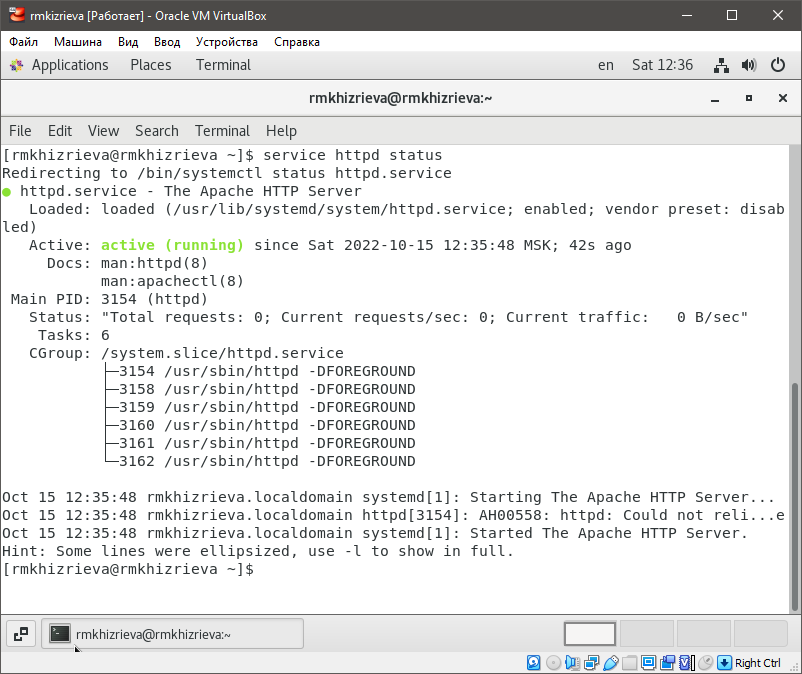 rmkizrieva [Работает] - Oracle VM VirtualBox
Файл Машина Вид Ввод Устройства Справка
Applications Places Terminal en Sat 12:36
rmkhizrieva@rmkhizrieva:~
File Edit View Search Terminal Help
[rmkhizrieva@rmkhizrieva ~]$ service httpd status
Redirecting to /bin/systemctl status httpd.service
● httpd.service - The Apache HTTP Server
   Loaded: loaded (/usr/lib/systemd/system/httpd.service; enabled; vendor preset: disab
led)
   Active: active (running) since Sat 2022-10-15 12:35:48 MSK; 42s ago
     Docs: man:httpd(8)
           man:apachectl(8)
 Main PID: 3154 (httpd)
   Status: "Total requests: 0; Current requests/sec: 0; Current traffic:   0 B/sec"
    Tasks: 6
   CGroup: /system.slice/httpd.service
           ├─3154 /usr/sbin/httpd -DFOREGROUND
           ├─3158 /usr/sbin/httpd -DFOREGROUND
           ├─3159 /usr/sbin/httpd -DFOREGROUND
           ├─3160 /usr/sbin/httpd -DFOREGROUND
           ├─3161 /usr/sbin/httpd -DFOREGROUND
           └─3162 /usr/sbin/httpd -DFOREGROUND
Oct 15 12:35:48 rmkhizrieva.localdomain systemd[1]: Starting The Apache HTTP Server...
Oct 15 12:35:48 rmkhizrieva.localdomain httpd[3154]: AH00558: httpd: Could not reli...e
Oct 15 12:35:48 rmkhizrieva.localdomain systemd[1]: Started The Apache HTTP Server.
Hint: Some lines were ellipsized, use -l to show in full.
[rmkhizrieva@rmkhizrieva ~]$
rmkhizrieva@rmkhizrieva:~
Right Ctrl